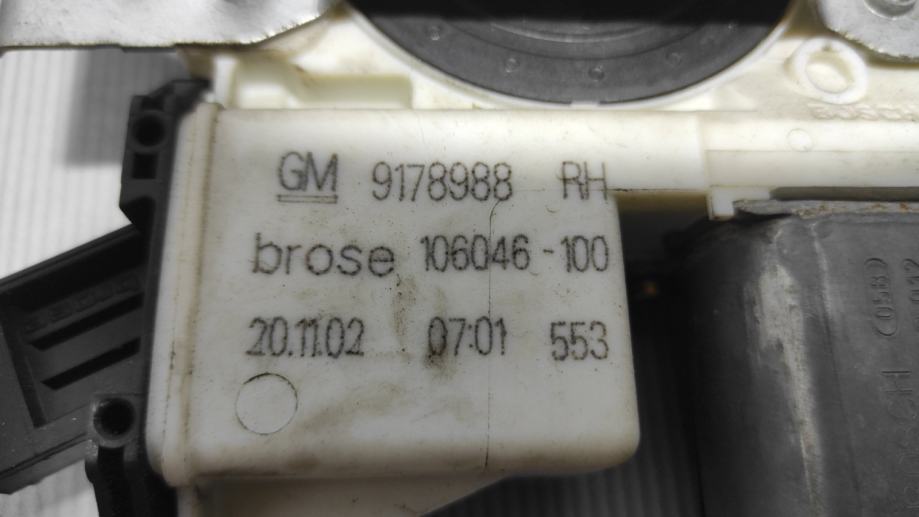 GM 9178988 RH
brose 106046-100
20.11.02 07:01 553